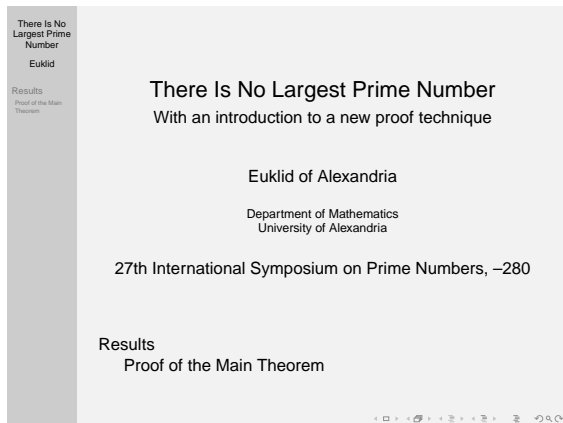 There Is No
Largest Prime
Number
Euklid
Results
Proof of the Main
Theorem
There Is No Largest Prime Number
With an introduction to a new proof technique
Euklid of Alexandria
Department of Mathematics
University of Alexandria
27th International Symposium on Prime Numbers, –280
Results
Proof of the Main Theorem